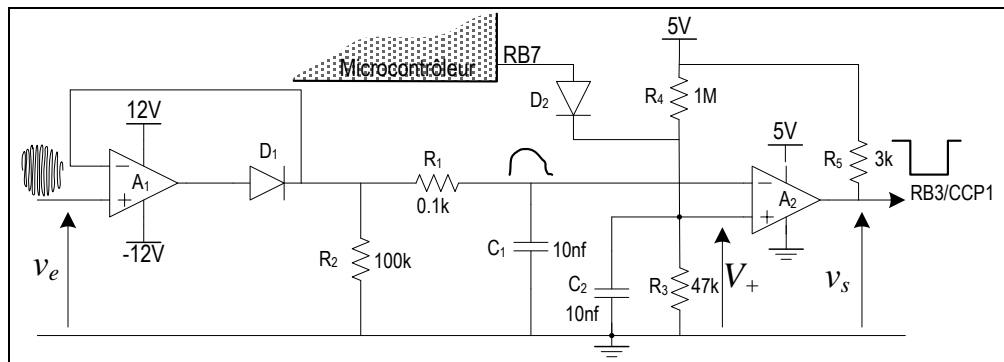 5V
RB7
Microcontrôleur
D2
R4
1M
12V
5V
R5
3k
D1
R1
A1
A2
RB3/CCP1
0.1k
-12V
C1
10nf
R2
100k
C2
R3
47k
10nf
ve
V+
vs
− + − +